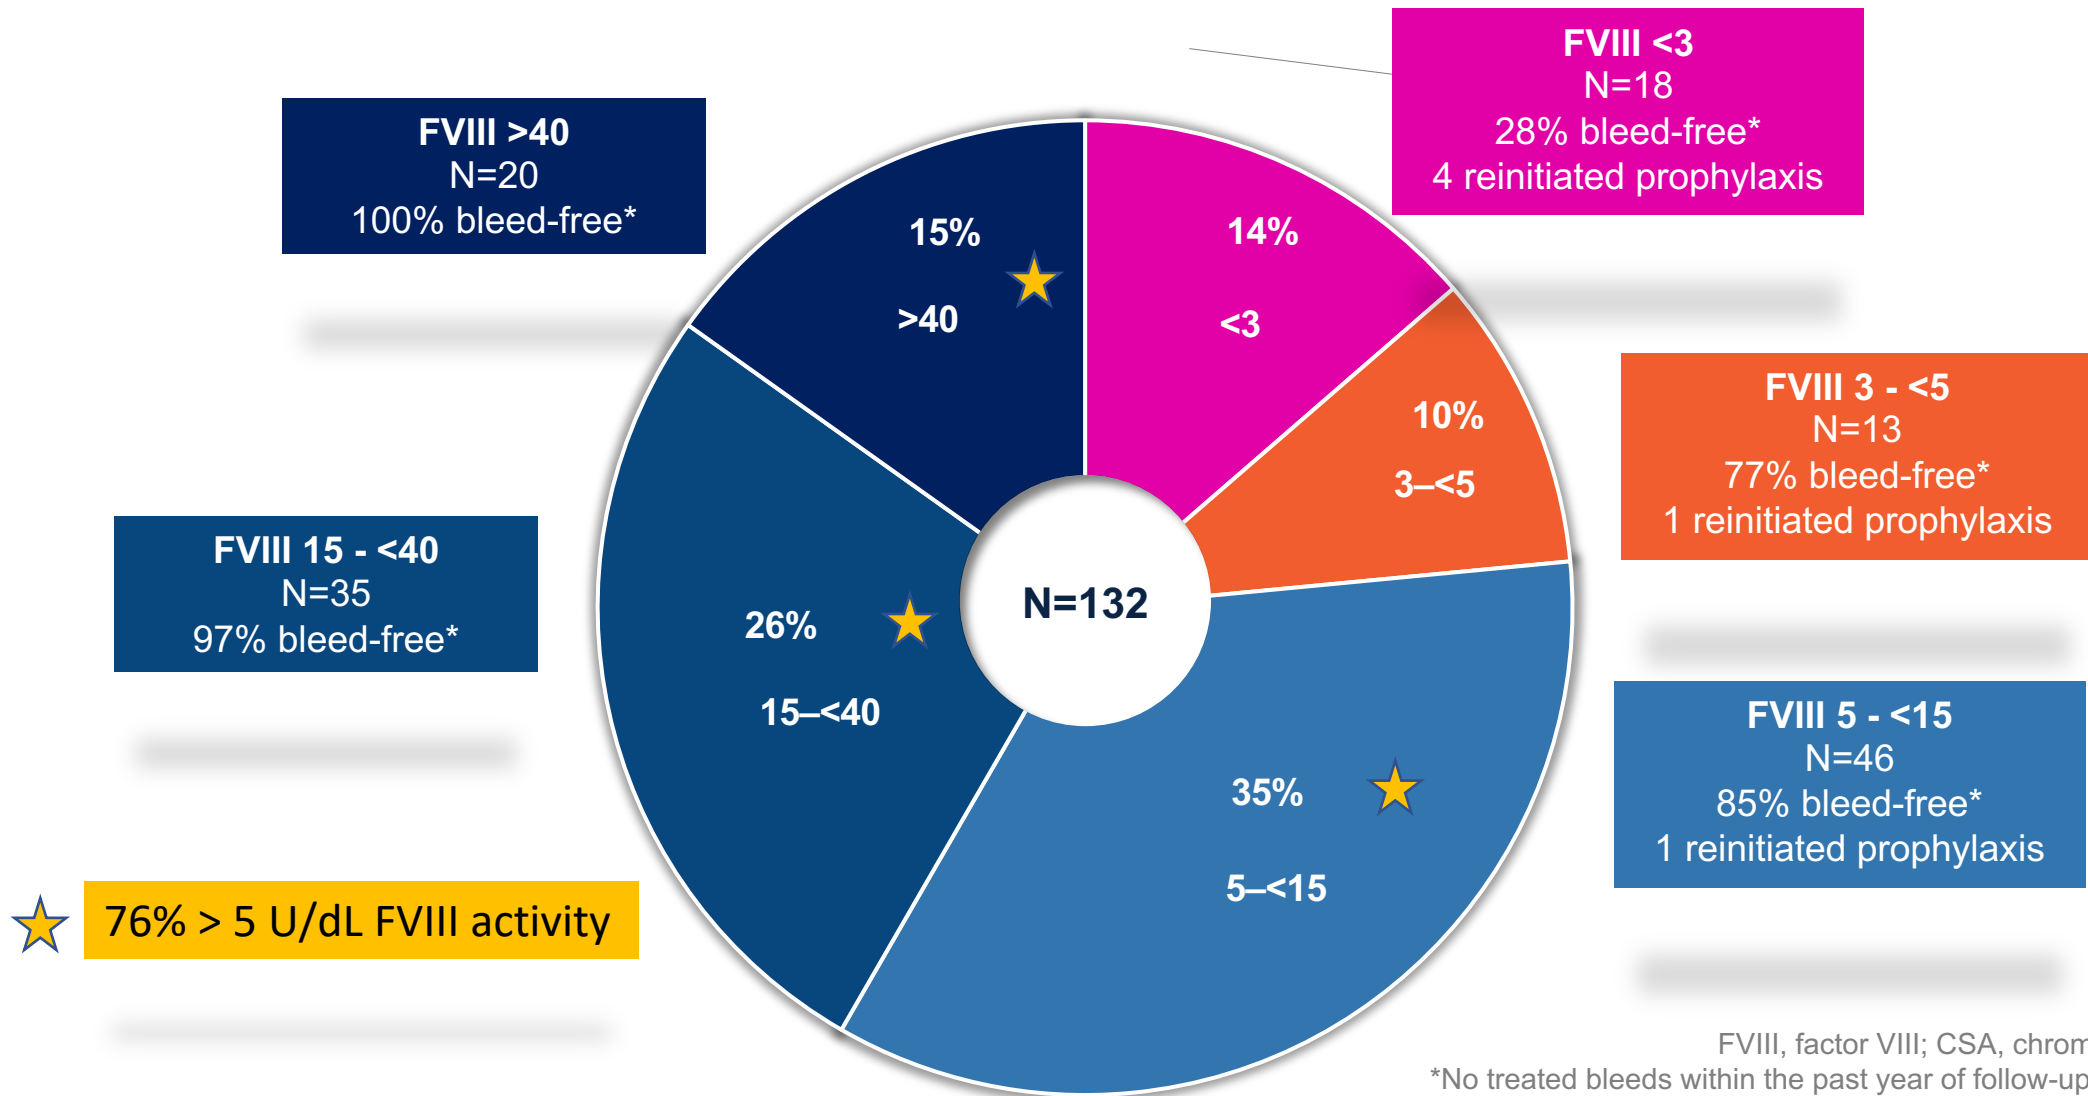 FVIII <3
N=18
28% bleed-free*
4 reinitiated prophylaxis
FVIII >40
N=20
100% bleed-free*
15%
>40
14%
<3
FVIII 3 - <5
N=13
77% bleed-free*
1 reinitiated prophylaxis
10%
3–<5
FVIII 15 - <40
N=35
97% bleed-free*
26%
15–<40
N=132
FVIII 5 - <15
N=46
85% bleed-free*
1 reinitiated prophylaxis
35%
5–<15
76% > 5 U/dL FVIII activity
FVIII, factor VIII; CSA, chrom
*No treated bleeds within the past year of follow-up